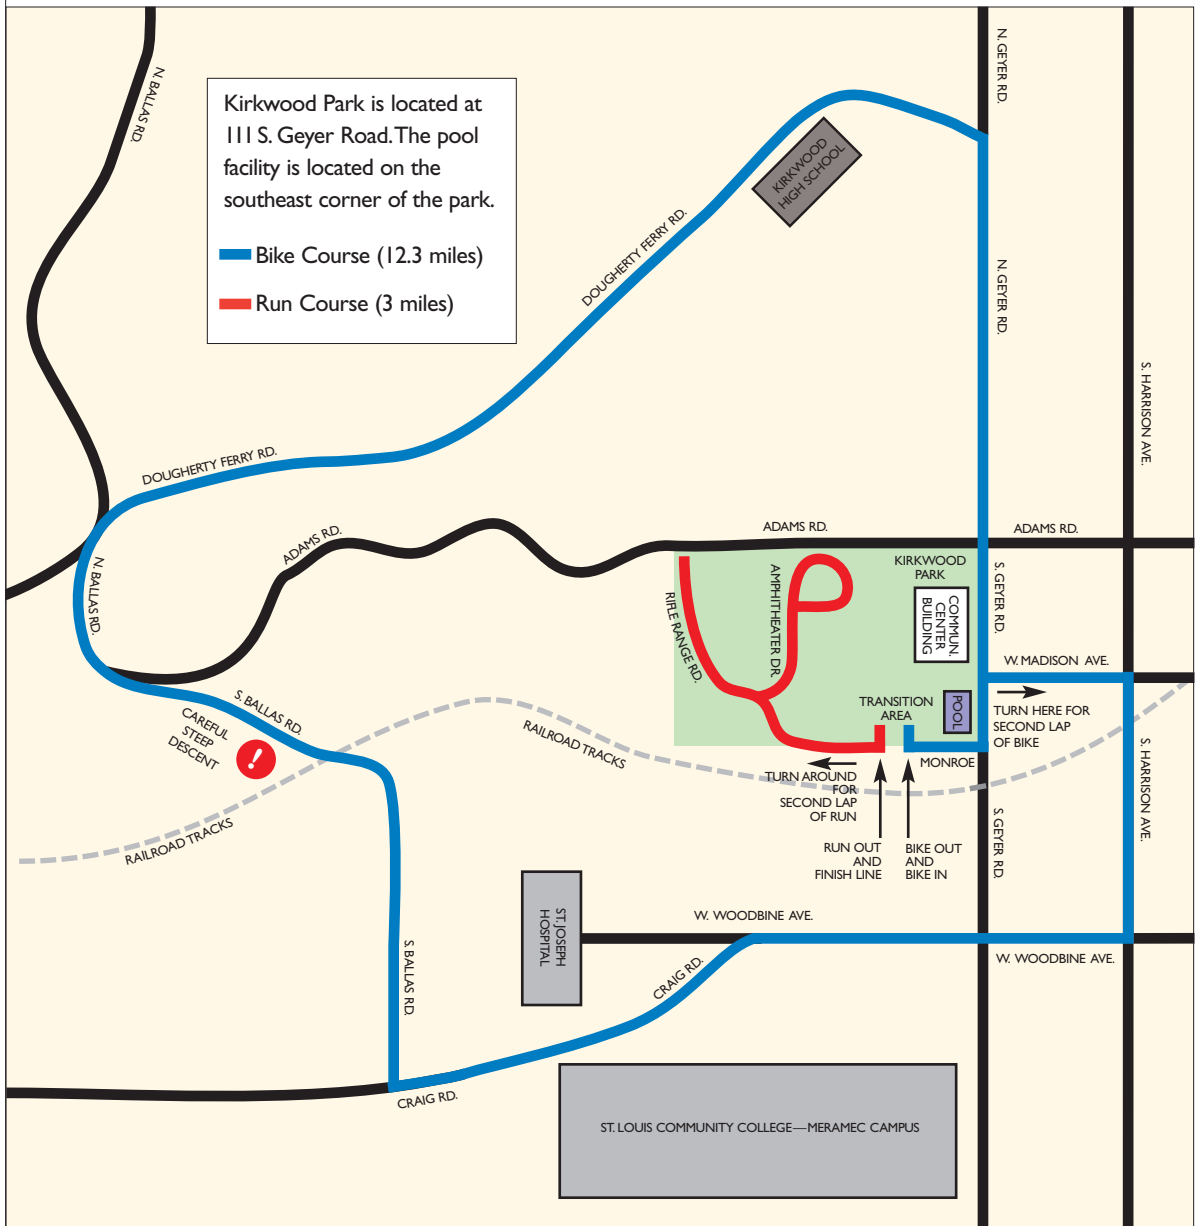 N. BALLAS RD.
Kirkwood Park is located at
111 S. Geyer Road. The pool
facility is located on the
southeast corner of the park.
Bike Course (12.3 miles)
Run Course (3 miles)
KIRKWOOD
HIGH SCHOOL
N. GEYER RD.
DOUGHERTY FERRY RD.
N. GEYER RD.
S. HARRISON AVE.
DOUGHERTY FERRY RD.
ADAMS RD.
ADAMS RD.
ADAMS RD.
N. BALLAS RD.
RIFLE RANGE RD.
AMPHITHEATER DR.
KIRKWOOD
PARK
COMMUN.
CENTER
BUILDING
S. GEYER RD.
W. MADISON AVE.
TRANSITION
AREA
POOL
TURN HERE FOR
SECOND LAP
OF BIKE
S. BALLAS RD.
CAREFUL
STEEP
DESCENT
!
RAILROAD TRACKS
MONROE
TURN AROUND
FOR
SECOND LAP
OF RUN
S. HARRISON AVE.
RAILROAD TRACKS
RUN OUT
AND
FINISH LINE
BIKE OUT
AND
BIKE IN
S. GEYER RD.
ST. JOSEPH
HOSPITAL
W. WOODBINE AVE.
W. WOODBINE AVE.
S. BALLAS RD.
CRAIG RD.
CRAIG RD.
ST. LOUIS COMMUNITY COLLEGE—MERAMEC CAMPUS